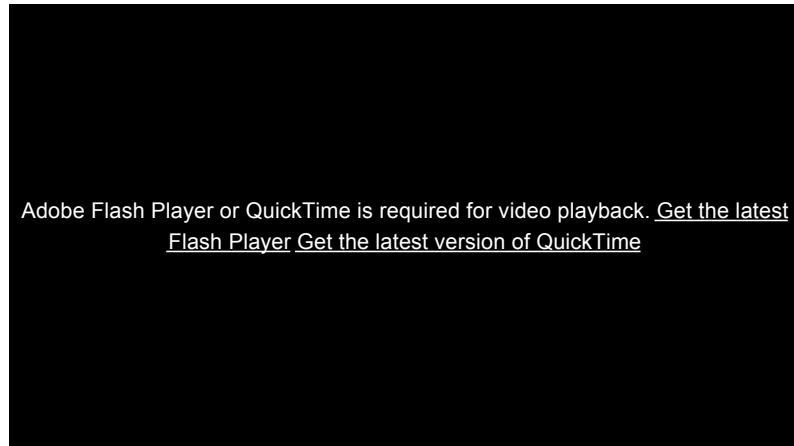 Adobe Flash Player or QuickTime is required for video playback. Get the latest
Flash Player Get the latest version of QuickTime